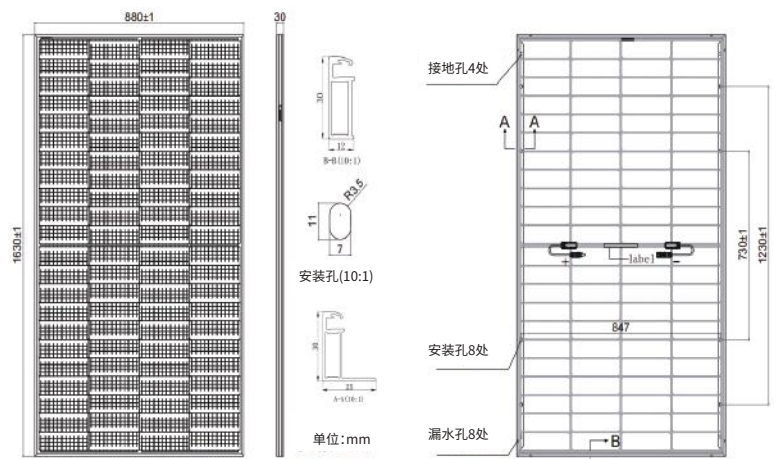 880±1
30
1630±1
30
12
B-B(10:1)
R3.5
11
7
安装孔(10:1)
30
A-A(10:1)
单位:mm
接地孔4处
A A
730±1
1230±1
+
label
-
847
安装孔8处
漏水孔8处
B